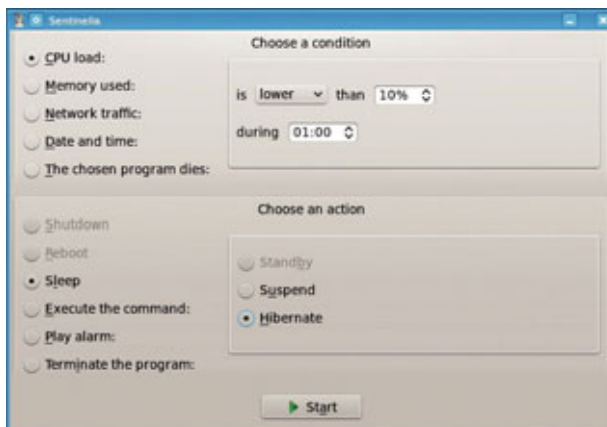 Sentinella
Choose a condition
CPU load:
Memory used:
Network traffic:
Date and time:
The chosen program dies:
is lower than 10%
during 01:00
Choose an action
Shutdown
Reboot
Sleep
Execute the command:
Play alarm:
Terminate the program:
Standby
Suspend
Hibernate
Start